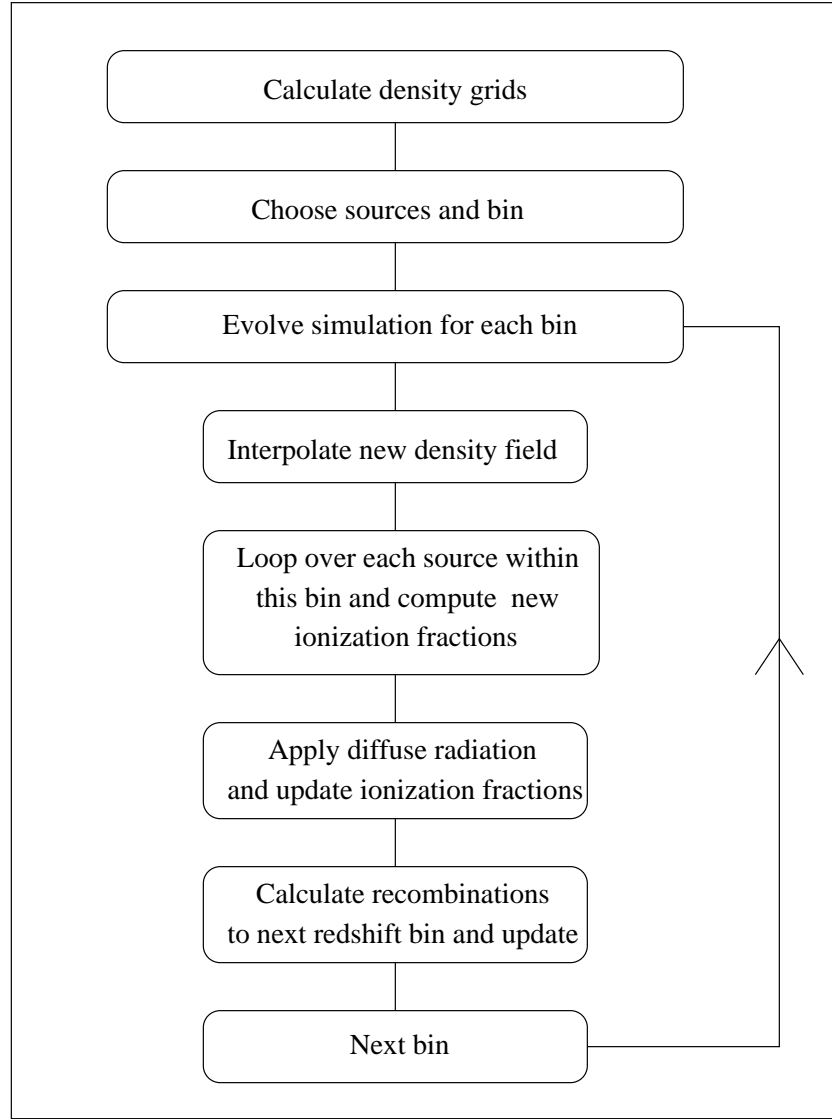 Calculate density grids
Choose sources and bin
Evolve simulation for each bin
Interpolate new density field
Loop over each source within
this bin and compute new
ionization fractions
Apply diffuse radiation
and update ionization fractions
Calculate recombinations
to next redshift bin and update
Next bin